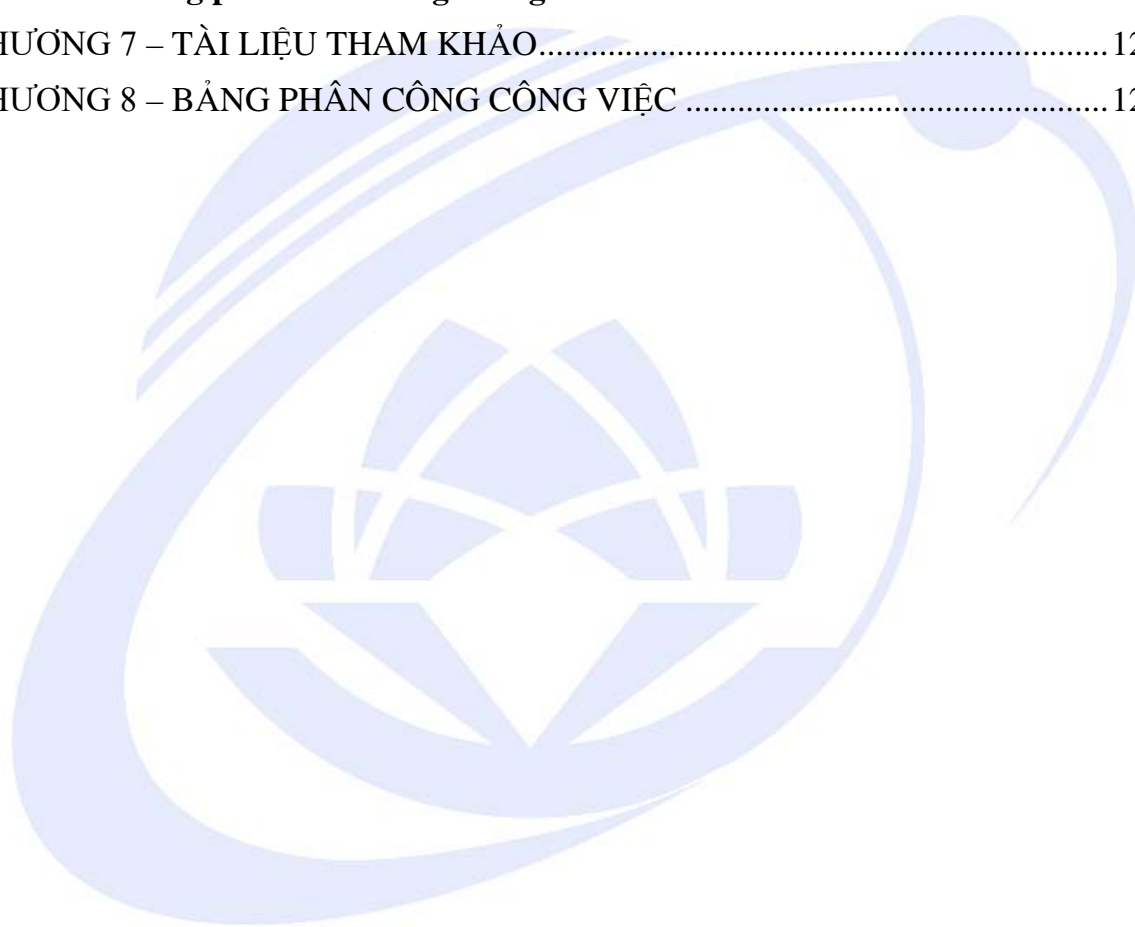 HƯƠNG 7 – TÀI LIỆU THAM KHẢO.....................................................................12
HƯƠNG 8 – BẢNG PHÂN CÔNG CÔNG VIỆC ...................................................12